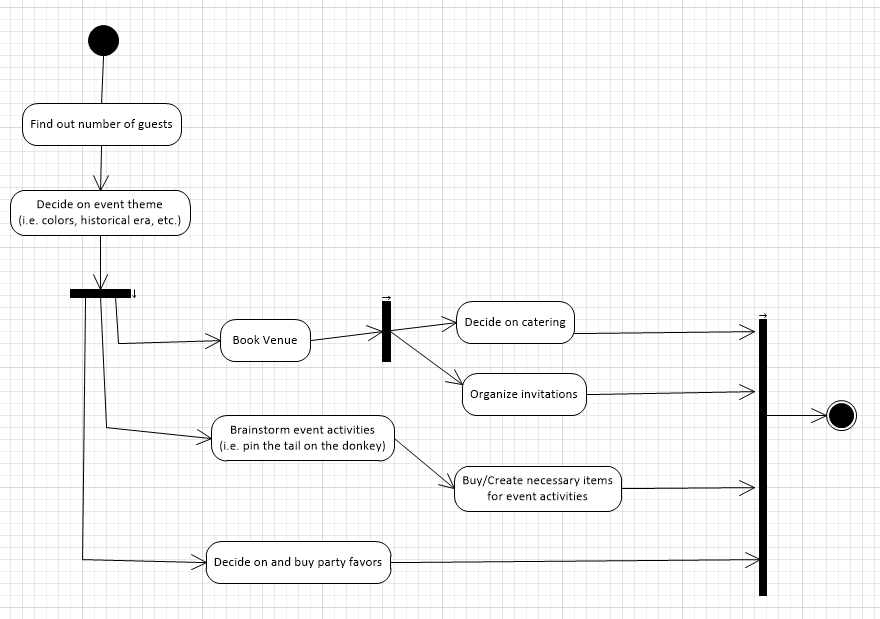 Find out number of guests
Decide on event theme
(i.e. colors, historical era, etc.)
Book Venue
Decide on catering
Organize invitations
Brainstorm event activities
(i.e. pin the tail on the donkey)
Buy/Create necessary items
for event activities
Decide on and buy party favors